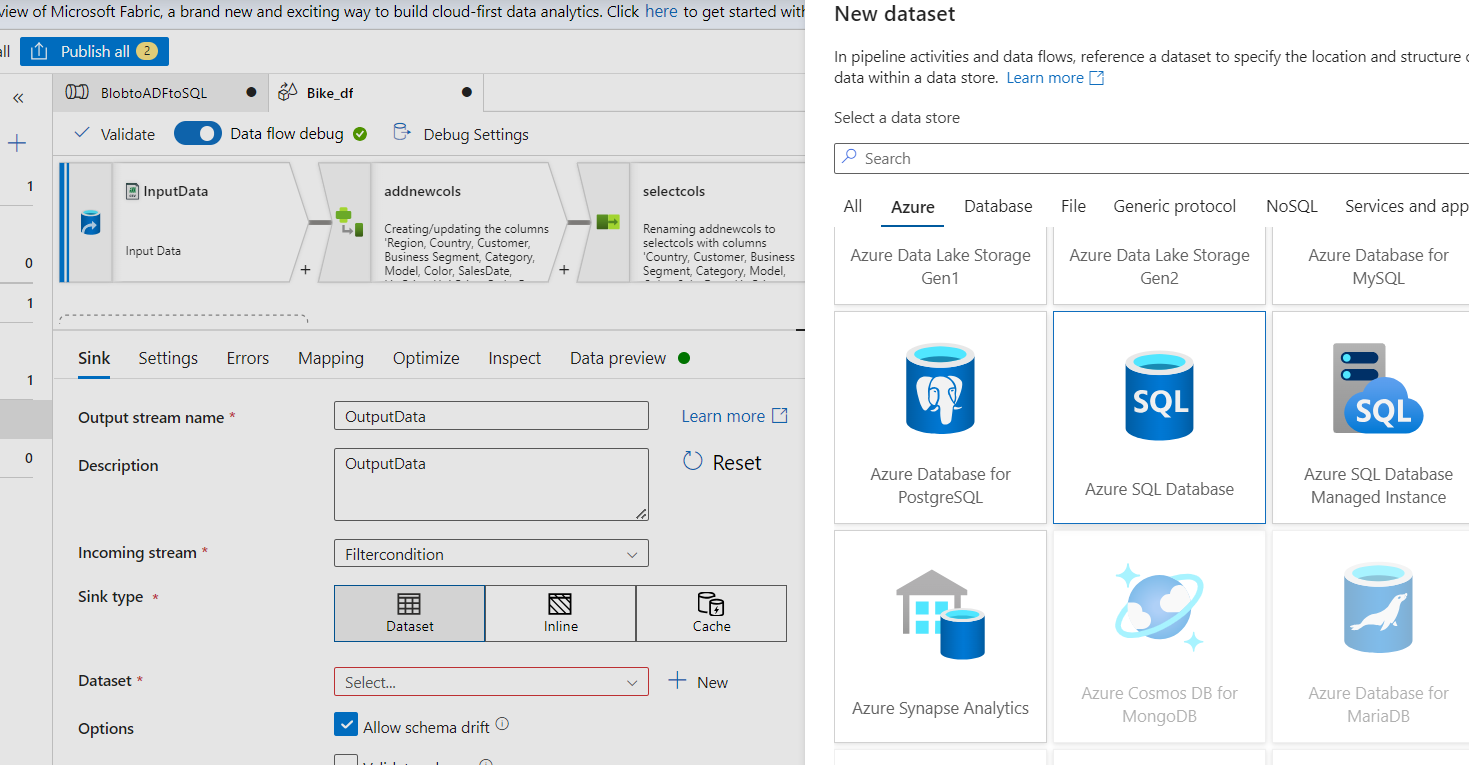 view of Microsoft Fabric, a brand new and exciting way to build cloud-first data analytics. Click here to get started with
all
Publish all 2
«
BlobtoADFtoSQL
Bike_df
Validate
Data flow debug
Debug Settings
1
0
1
1
0
InputData
Input Data
+
addnewcols
Creating/updating the columns
'Region, Country, Customer,
Business Segment, Category,
Model, Color, SalesDate,
+
selectcols
Renaming addnewcols to
selectcols with columns
'Country, Customer, Business
Segment, Category, Model,
Sink
Settings
Errors
Mapping
Optimize
Inspect
Data preview
Output stream name *
OutputData
Learn more
Description
OutputData
Reset
Incoming stream *
Filtercondition
Sink type *
Dataset
Inline
Cache
Dataset *
Select...
New
Options
Allow schema drift
New dataset
In pipeline activities and data flows, reference a dataset to specify the location and structure
data within a data store. Learn more
Select a data store
Search
All
Azure
Database
File
Generic protocol
NoSQL
Services and app
Azure Data Lake Storage
Gen1
Azure Data Lake Storage
Gen2
Azure Database for
MySQL
Azure Database for
PostgreSQL
SQL
Azure SQL Database
SQL
Azure SQL Database
Managed Instance
Azure Synapse Analytics
Azure Cosmos DB for
MongoDB
Azure Database for
MariaDB